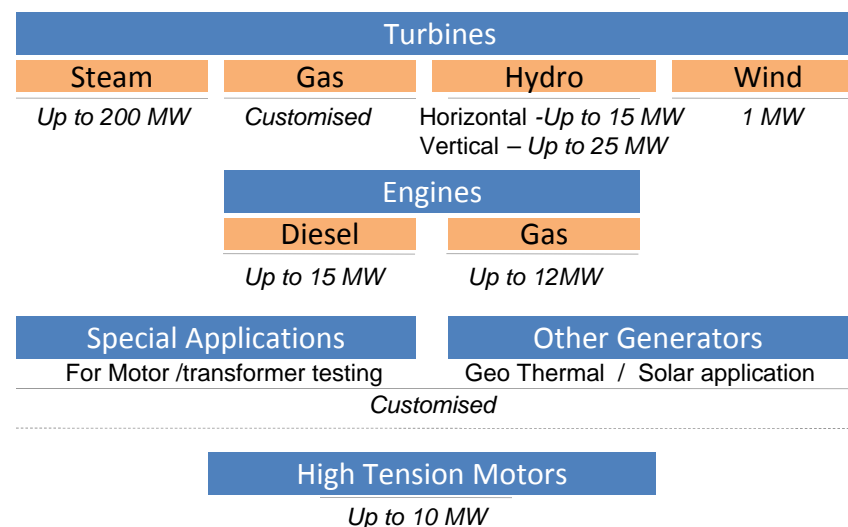 Turbines
Steam Gas Hydro Wind
Up to 200 MW Customised Horizontal -Up to 15 MW 1 MW
Vertical – Up to 25 MW
Engines
Diesel Gas
Up to 15 MW Up to 12MW
Special Applications Other Generators
For Motor /transformer testing Geo Thermal / Solar application
Customised
High Tension Motors
Up to 10 MW